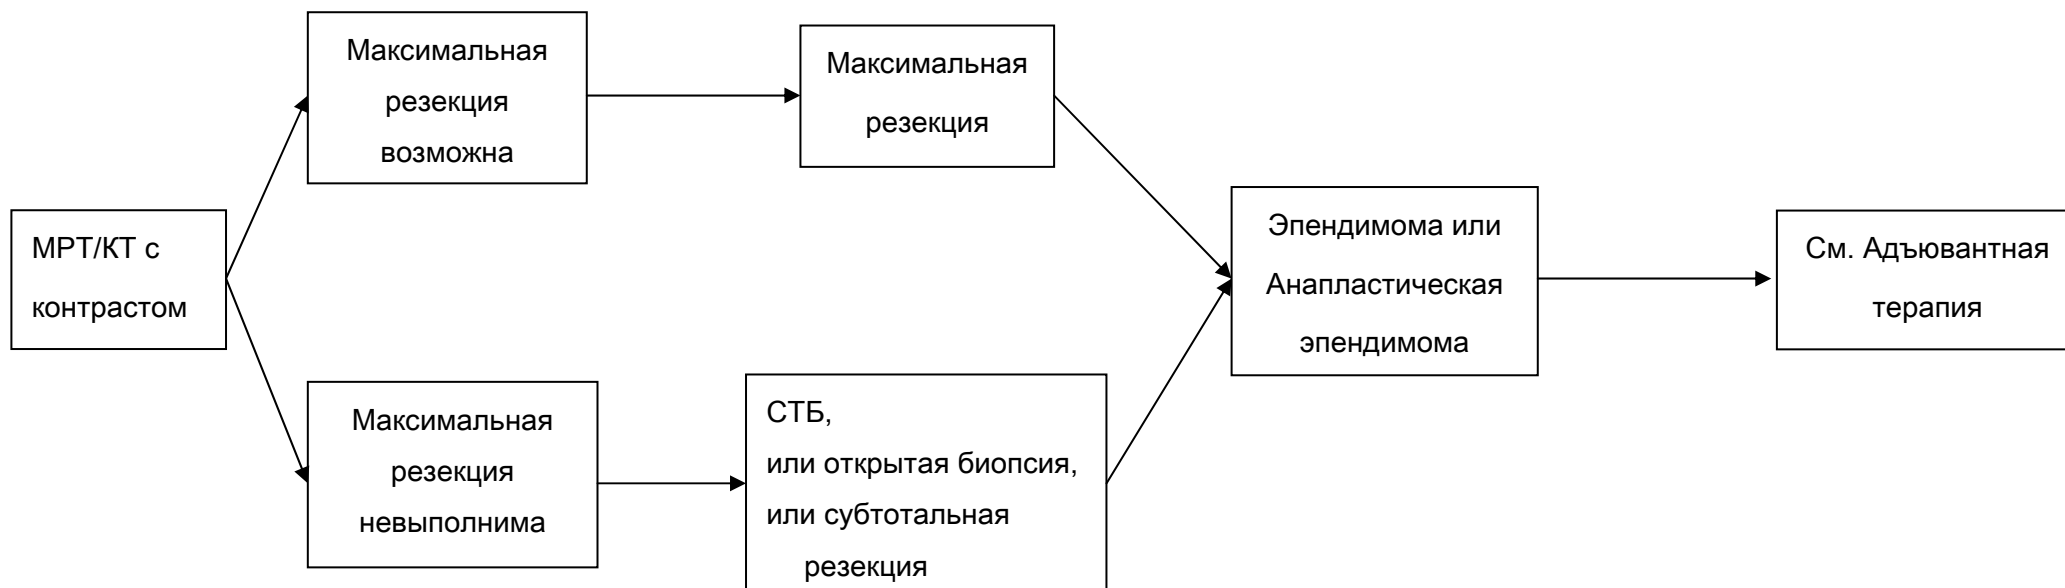 Максимальная
резекция
возможна
Максимальная
резекция
МРТ/КТ с
контрастом
Эпендимома или
Анапластическая
эпендимома
См. Адъювантная
терапия
Максимальная
резекция
невыполнима
СТБ,
или открытая биопсия,
или субтотальная
резекция